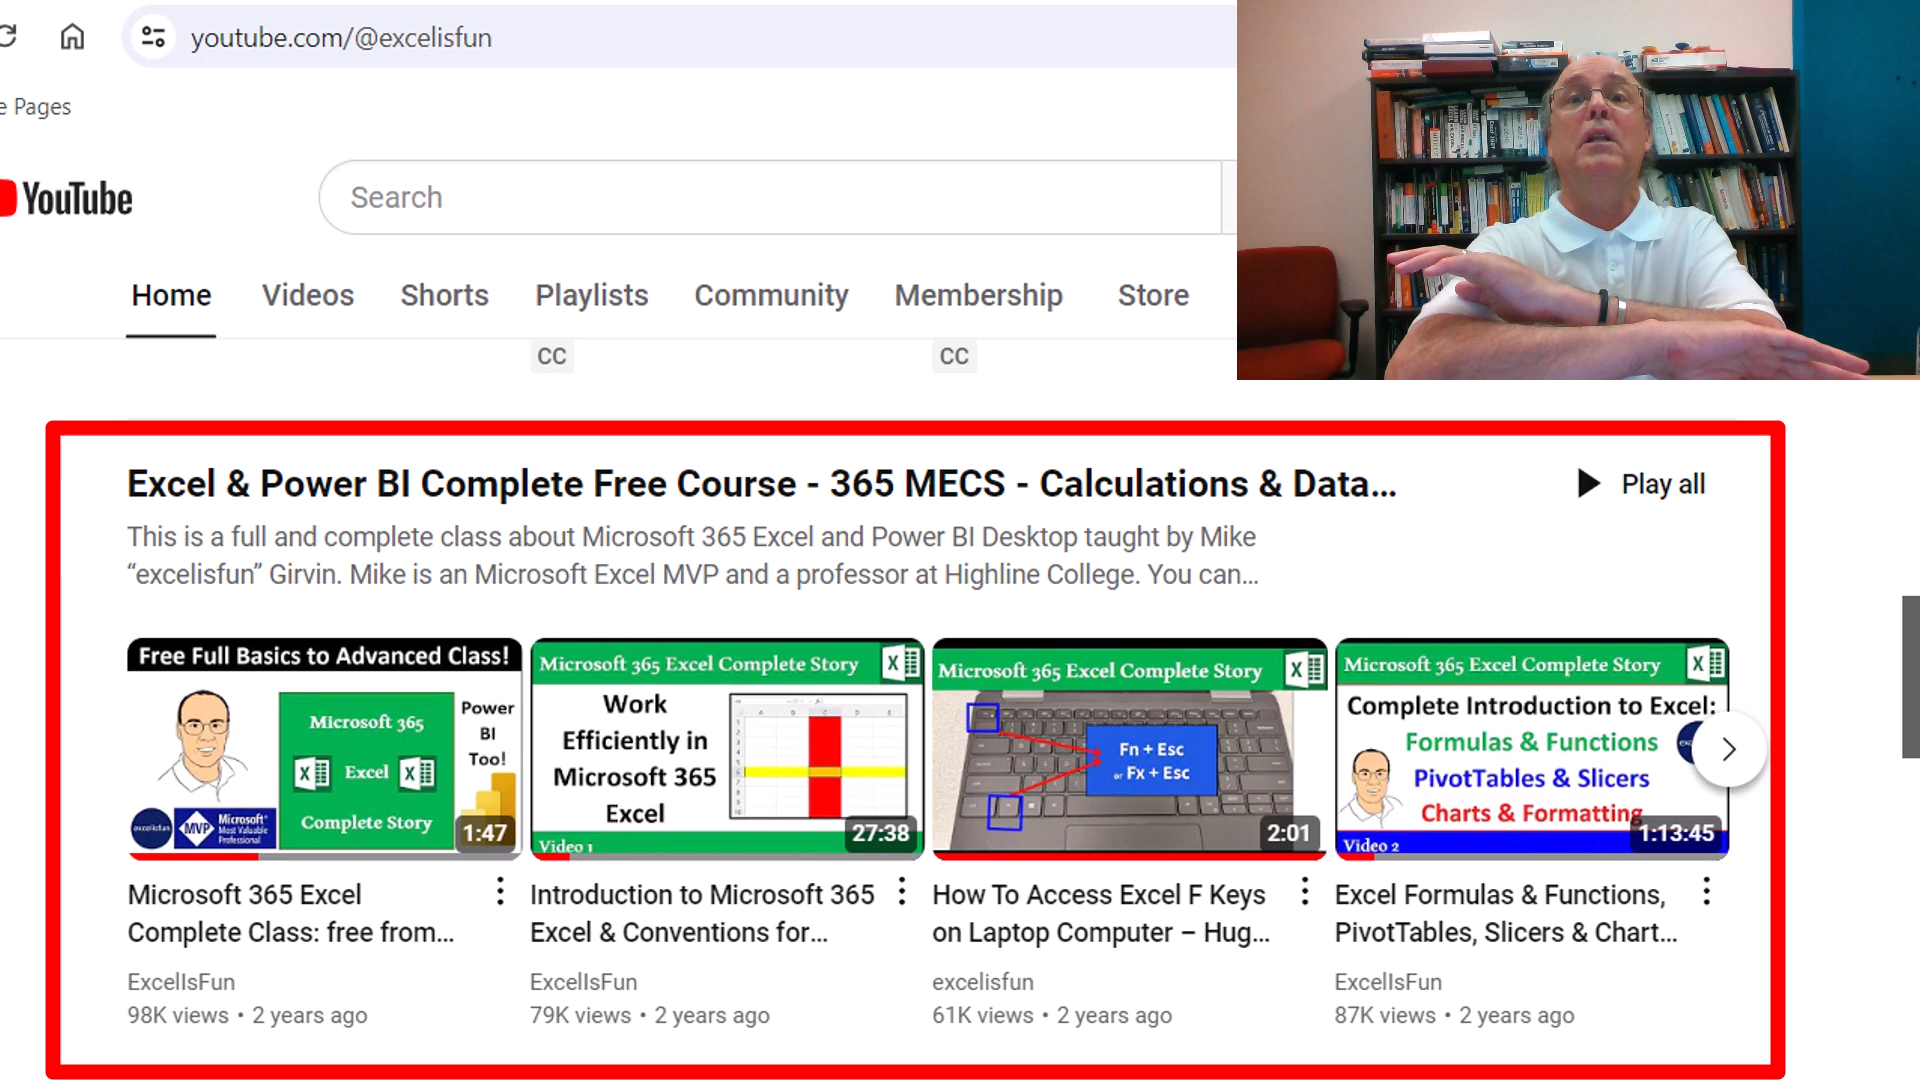 youtube.com/@excelisfun
e Pages
YouTube
Search
Home Videos Shorts Playlists Community Membership Store
CC CC
Excel & Power BI Complete Free Course - 365 MECS - Calculations & Data...
Play all
This is a full and complete class about Microsoft 365 Excel and Power BI Desktop taught by Mike
“excelisfun” Girvin. Mike is an Microsoft Excel MVP and a professor at Highline College. You can...
Free Full Basics to Advanced Class!
Microsoft 365
Excel
Complete Story
Power
BI
Too!
excelisfun
MVP
Microsoft®
Most Valuable
Professional
1:47
Microsoft 365 Excel
Complete Class: free from...
ExcelIsFun
98K views • 2 years ago
Microsoft 365 Excel Complete Story
Work
Efficiently in
Microsoft 365
Excel
Video 1
27:38
Introduction to Microsoft 365
Excel & Conventions for...
ExcelIsFun
79K views • 2 years ago
Microsoft 365 Excel Complete Story
Fn + Esc
or Fx + Esc
2:01
How To Access Excel F Keys
on Laptop Computer – Hug...
excelisfun
61K views • 2 years ago
Microsoft 365 Excel Complete Story
Complete Introduction to Excel:
Formulas & Functions
PivotTables & Slicers
Charts & Formatting
Video 2
1:13:45
Excel Formulas & Functions,
PivotTables, Slicers & Chart...
ExcelIsFun
87K views • 2 years ago